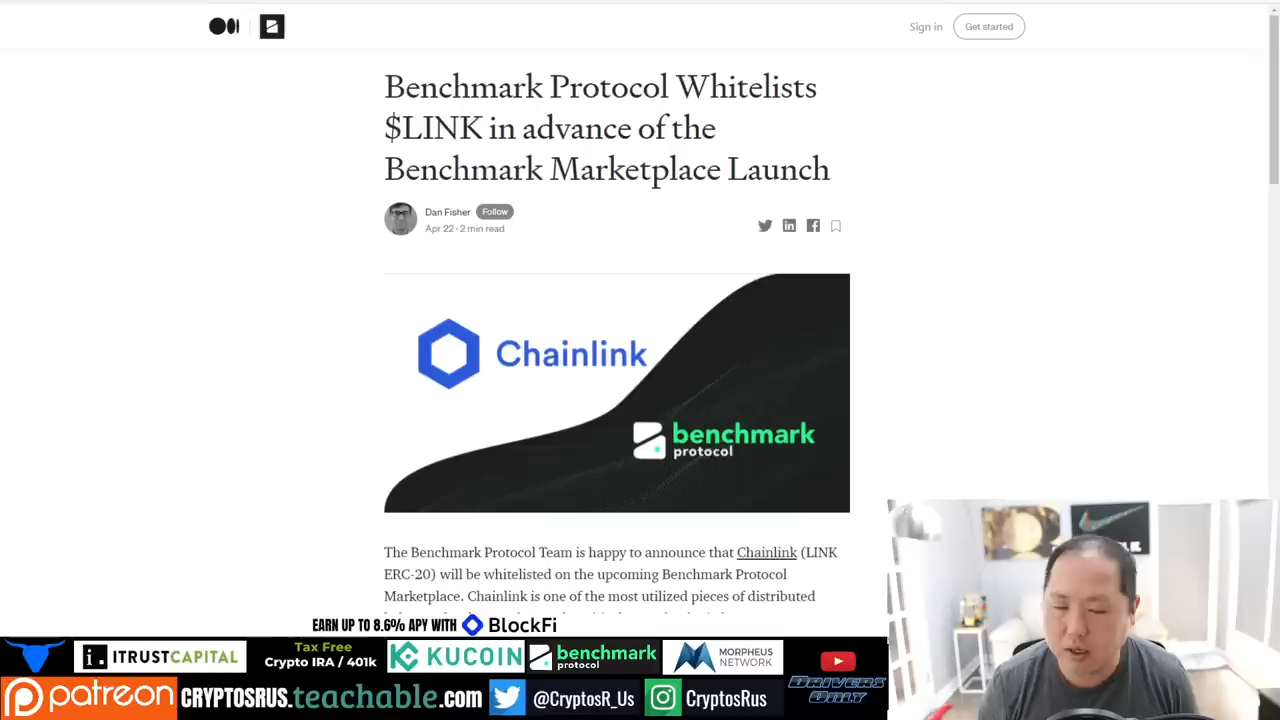 Sign in
Get started
Benchmark Protocol Whitelists
$LINK in advance of the
Benchmark Marketplace Launch
Dan Fisher Follow
Apr 22 · 2 min read
Chainlink
benchmark
protocol
The Benchmark Protocol Team is happy to announce that Chainlink (LINK
ERC-20) will be whitelisted on the upcoming Benchmark Protocol
Marketplace. Chainlink is one of the most utilized pieces of distributed
EARN UP TO 8.6% APY WITH BlockFi
i. ITRUSTCAPITAL
Tax Free
Crypto IRA / 401k
KUCOIN
benchmark
protocol
MORPHEUS
NETWORK
patreon
CRYPTOSRUS.teachable.com
@CryptosR_Us
CryptosRus
DRIVERS
ONLY